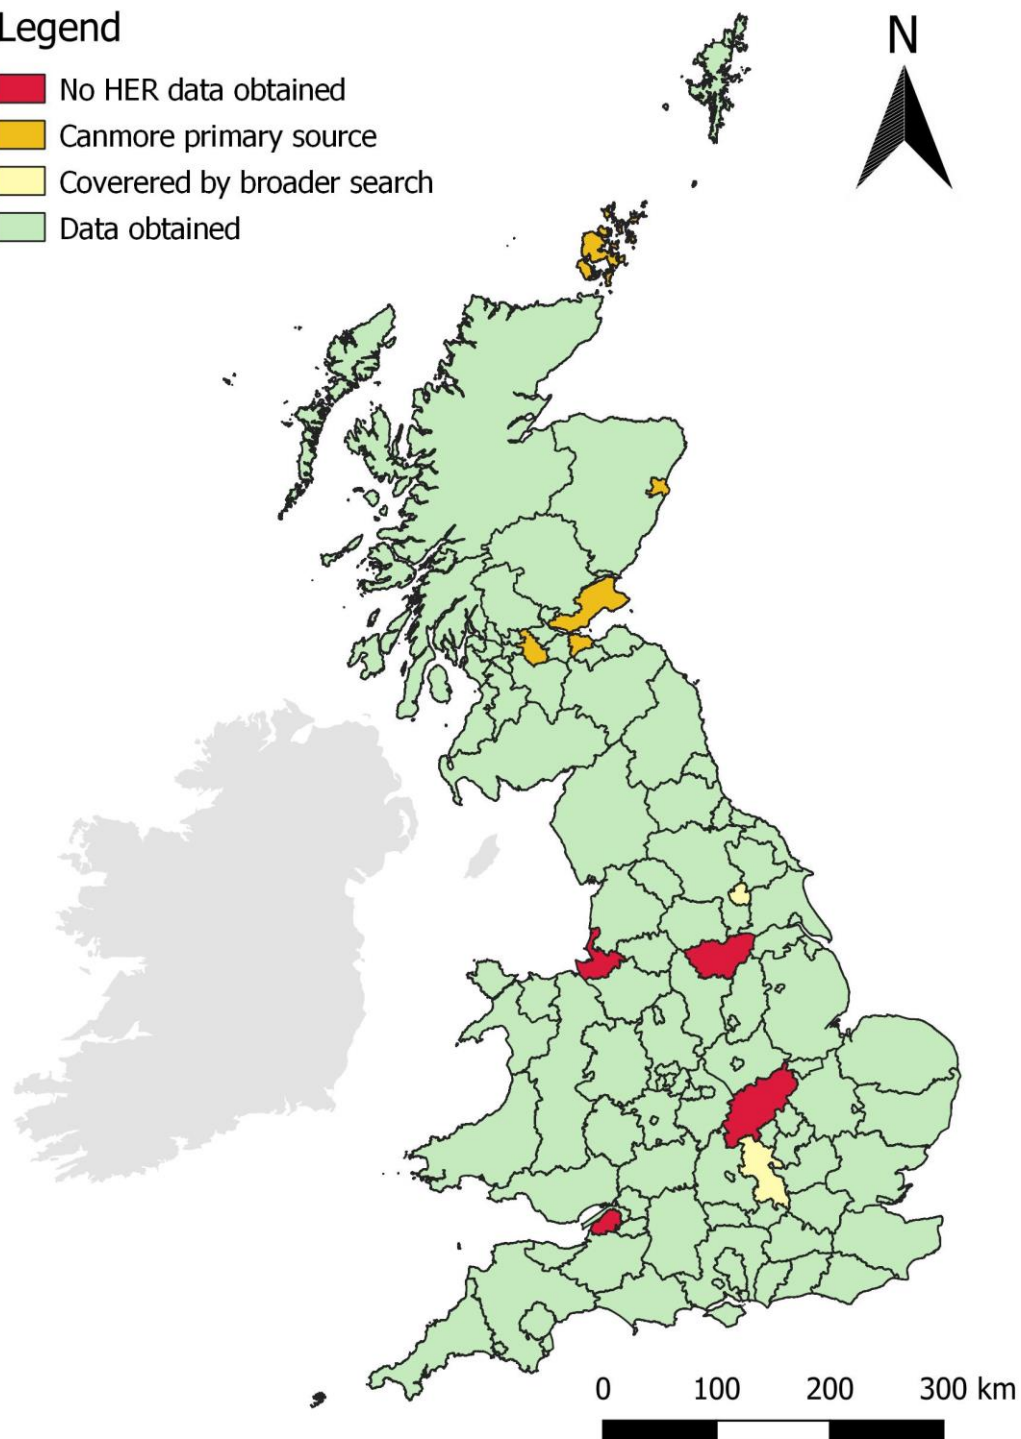 Legend
No HER data obtained
Canmore primary source
Coverered by broader search
Data obtained
N
0 100 200 300 km